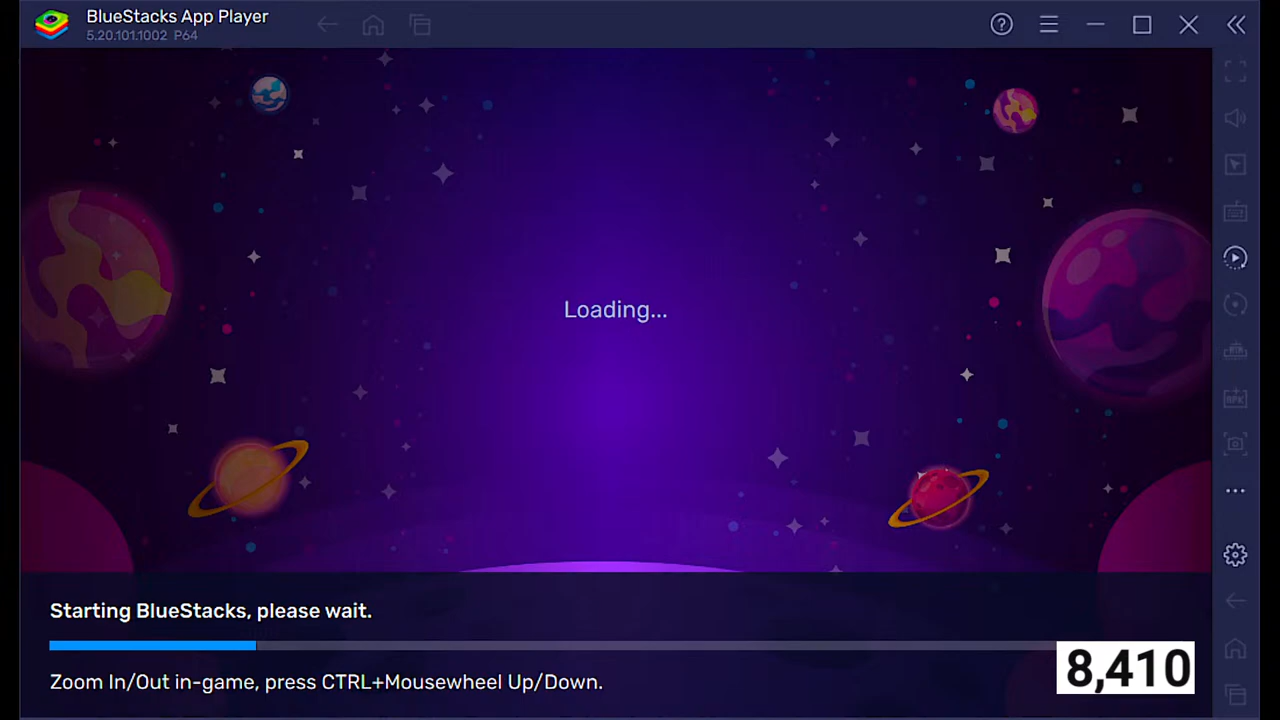 BlueStacks App Player
5.20.101.1002 P64
Loading...
Starting BlueStacks, please wait.
Zoom In/Out in-game, press CTRL+Mousewheel Up/Down.
8,410
APK